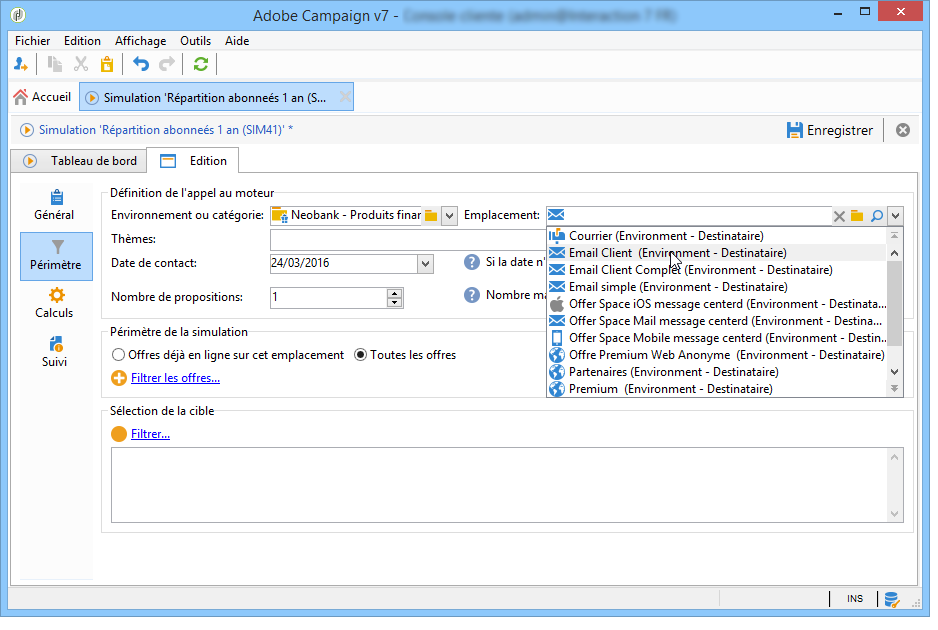 Adobe Campaign v7 -
Fichier Edition Affichage Outils Aide
Accueil Simulation 'Répartition abonneés 1 an (S...
Simulation 'Répartition abonneés 1 an (SIM41)' * Enregistrer
Tableau de bord Edition
Général
Périmètre
Calculs
Suivi
Définition de l'appel au moteur
Environnement ou catégorie: Neobank - Produits finan Emplacement:
Thèmes:
Date de contact: 24/03/2016 Si la date n'
Nombre de propositions: 1 Nombre ma
Courrier (Environment - Destinataire)
Email Client (Environment - Destinataire)
Email Client Complet (Environment - Destinataire)
Email simple (Environment - Destinataire)
Offer Space iOS message centerd (Environment - Destinata...
Offer Space Mail message centerd (Environment - Destina...
Offer Space Mobile message centerd (Environment - Destin...
Offre Premium Web Anonyme (Environment - Destinataire)
Partenaires (Environment - Destinataire)
Premium (Environment - Destinataire)
Périmètre de la simulation
Offres déjà en ligne sur cet emplacement Toutes les offres
Filtrer les offres...
Sélection de la cible
Filtrer...
INS